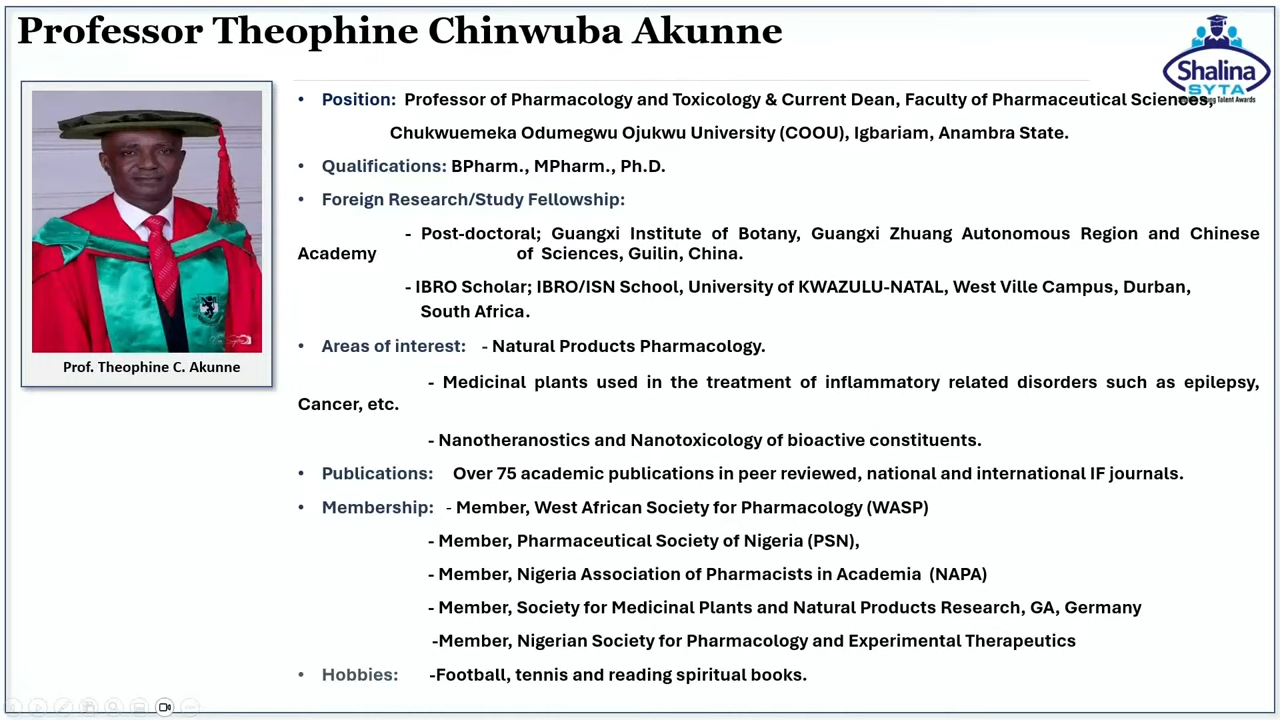 Professor Theophine Chinwuba Akunne
Shalina
SYTA
Talent Awards
Prof. Theophine C. Akunne
• Position: Professor of Pharmacology and Toxicology & Current Dean, Faculty of Pharmaceutical Sciences,
Chukwuemeka Odumegwu Ojukwu University (COOU), Igbariam, Anambra State.
• Qualifications: BPharm., MPharm., Ph.D.
• Foreign Research/Study Fellowship:
- Post-doctoral; Guangxi Institute of Botany, Guangxi Zhuang Autonomous Region and Chinese
Academy of Sciences, Guilin, China.
- IBRO Scholar; IBRO/ISN School, University of KWAZULU-NATAL, West Ville Campus, Durban,
South Africa.
• Areas of interest: - Natural Products Pharmacology.
- Medicinal plants used in the treatment of inflammatory related disorders such as epilepsy,
Cancer, etc.
- Nanotheranostics and Nanotoxicology of bioactive constituents.
• Publications: Over 75 academic publications in peer reviewed, national and international IF journals.
• Membership: - Member, West African Society for Pharmacology (WASP)
- Member, Pharmaceutical Society of Nigeria (PSN),
- Member, Nigeria Association of Pharmacists in Academia (NAPA)
- Member, Society for Medicinal Plants and Natural Products Research, GA, Germany
-Member, Nigerian Society for Pharmacology and Experimental Therapeutics
• Hobbies: -Football, tennis and reading spiritual books.